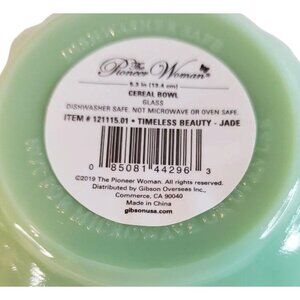 The
Pioneer Woman®
5.3 in (13.4 cm)
CEREAL BOWL
GLASS
DISHWASHER SAFE. NOT MICROWAVE OR OVEN SAFE.
ITEM # 121115.01 • TIMELESS BEAUTY - JADE
0 85081 44296 3
©2019 The Pioneer Woman. All rights reserved.
Distributed by Gibson Overseas Inc.,
Commerce, CA 90040
Made in China
gibsonusa.com